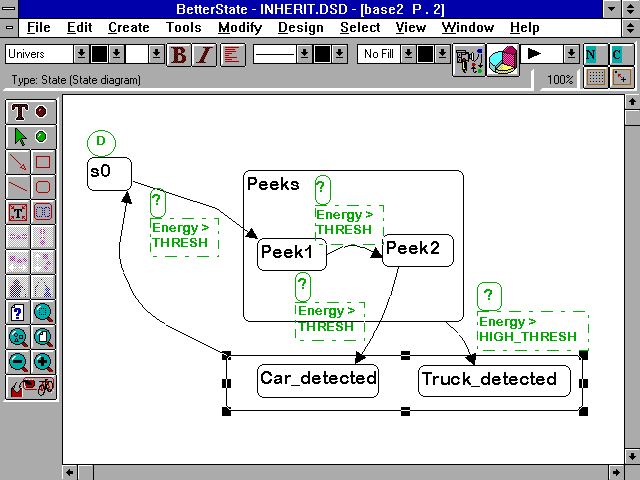 BetterState - INHERIT.DSD - [base2 P . 2]
File Edit Create Tools Modify Design Select View Window Help
Univers B I No Fill N C
Type: State (State diagram) 100%
T
D
s0
?
Energy >
THRESH
Peeks
?
Energy >
THRESH
Peek1
Peek2
?
Energy >
THRESH
?
Energy >
HIGH_THRESH
T
?
Car_detected
Truck_detected